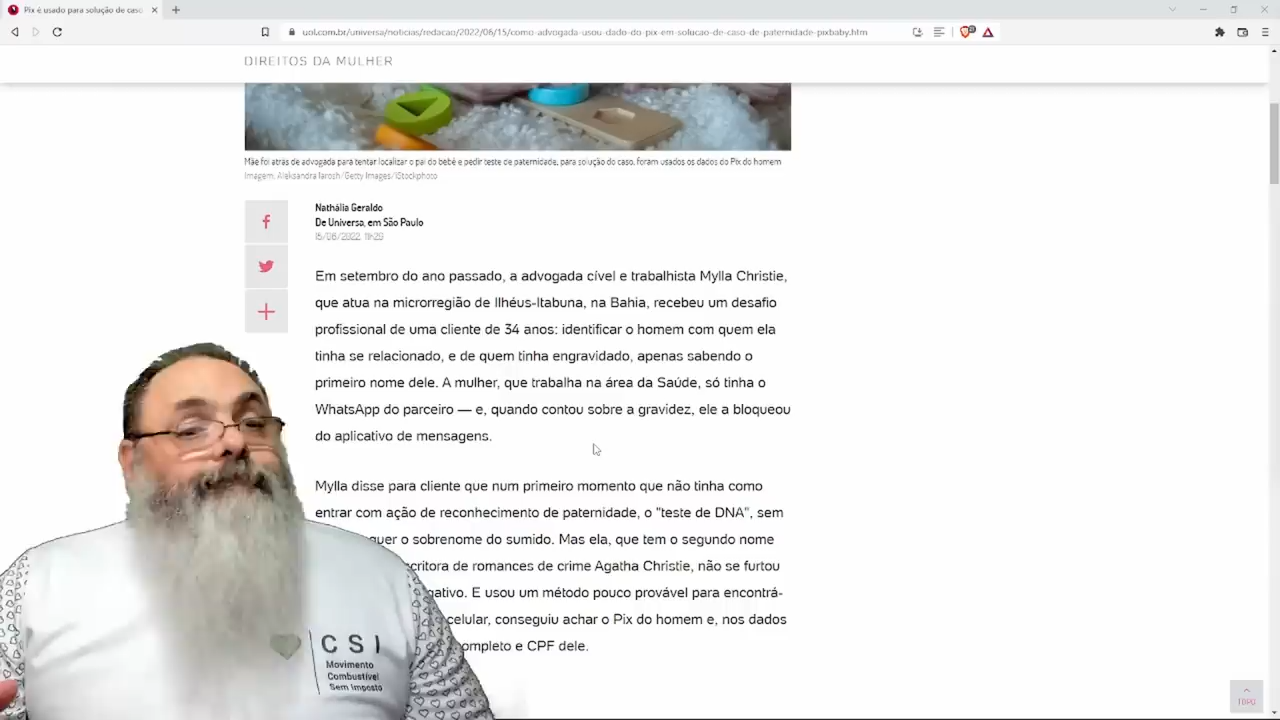 Pix é usado para solução de caso
uol.com.br/universa/noticias/redacao/2022/06/15/como-advogada-usou-dado-do-pix-em-solucao-de-caso-de-paternidade-pixbaby.htm
DIREITOS DA MULHER
Mãe foi atrás de advogada para tentar localizar o pai do bebê e pedir teste de paternidade; para solução do caso, foram usados os dados do Pix do homem
Imagem: Aleksandra Iarosh/Getty Images/iStockphoto
Nathália Geraldo
De Universa, em São Paulo
15/06/2022 11h29
Em setembro do ano passado, a advogada cível e trabalhista Mylla Christie,
que atua na microrregião de Ilhéus-Itabuna, na Bahia, recebeu um desafio
profissional de uma cliente de 34 anos: identificar o homem com quem ela
tinha se relacionado, e de quem tinha engravidado, apenas sabendo o
primeiro nome dele. A mulher, que trabalha na área da Saúde, só tinha o
WhatsApp do parceiro — e, quando contou sobre a gravidez, ele a bloqueou
do aplicativo de mensagens.
Mylla disse para cliente que num primeiro momento que não tinha como
entrar com ação de reconhecimento de paternidade, o "teste de DNA", sem
quer o sobrenome do sumido. Mas ela, que tem o segundo nome
critora de romances de crime Agatha Christie, não se furtou
gativo. E usou um método pouco provável para encontrá-
celular, conseguiu achar o Pix do homem e, nos dados
ompleto e CPF dele.
CSI
Movimento
Combustível
Sem Imposto
TOPO